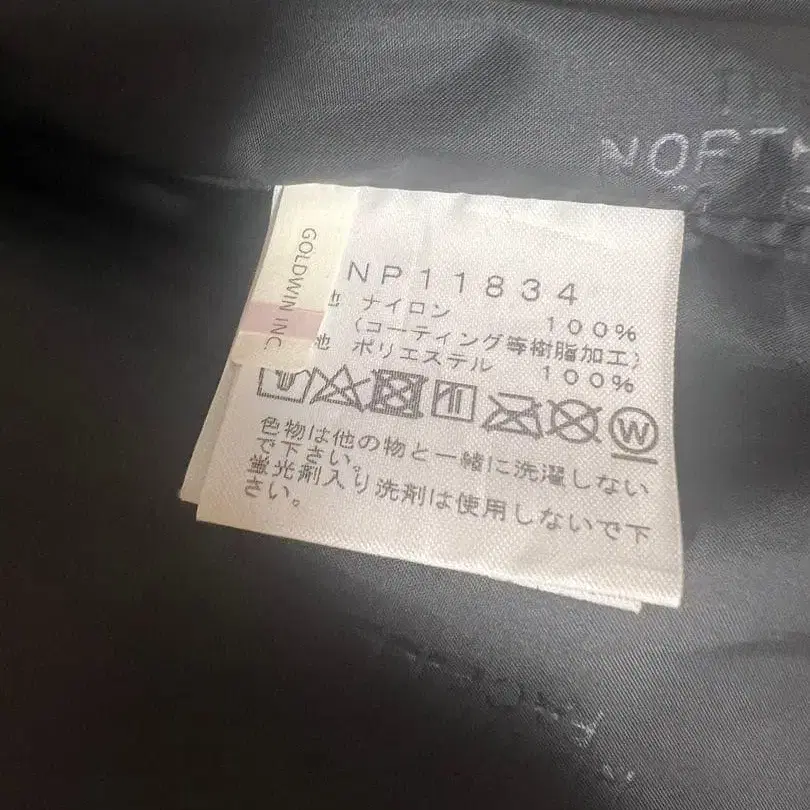 NORTH
GOLDWIN INC
NP11834
地 ナイロン 100%
(コーティング等樹脂加工)
地 ポリエステル 100%
W
色物は他の物と一緒に洗濯しない
で下さい。
蛍光剤入り洗剤は使用しないで下
さい。